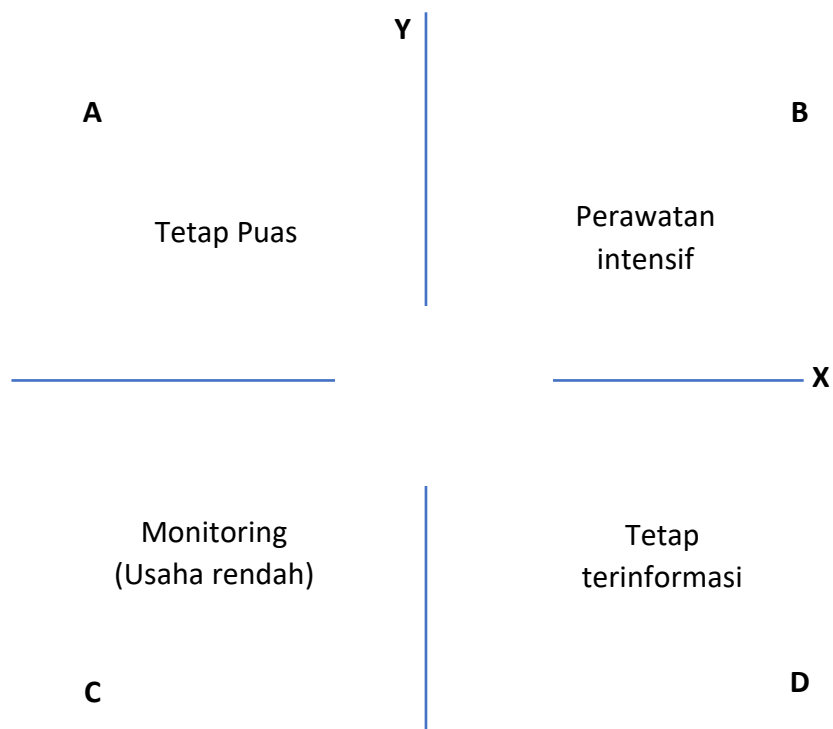 Y
A
B
Tetap Puas
Perawatan
intensif
X
Monitoring
(Usaha rendah)
Tetap
terinformasi
C
D